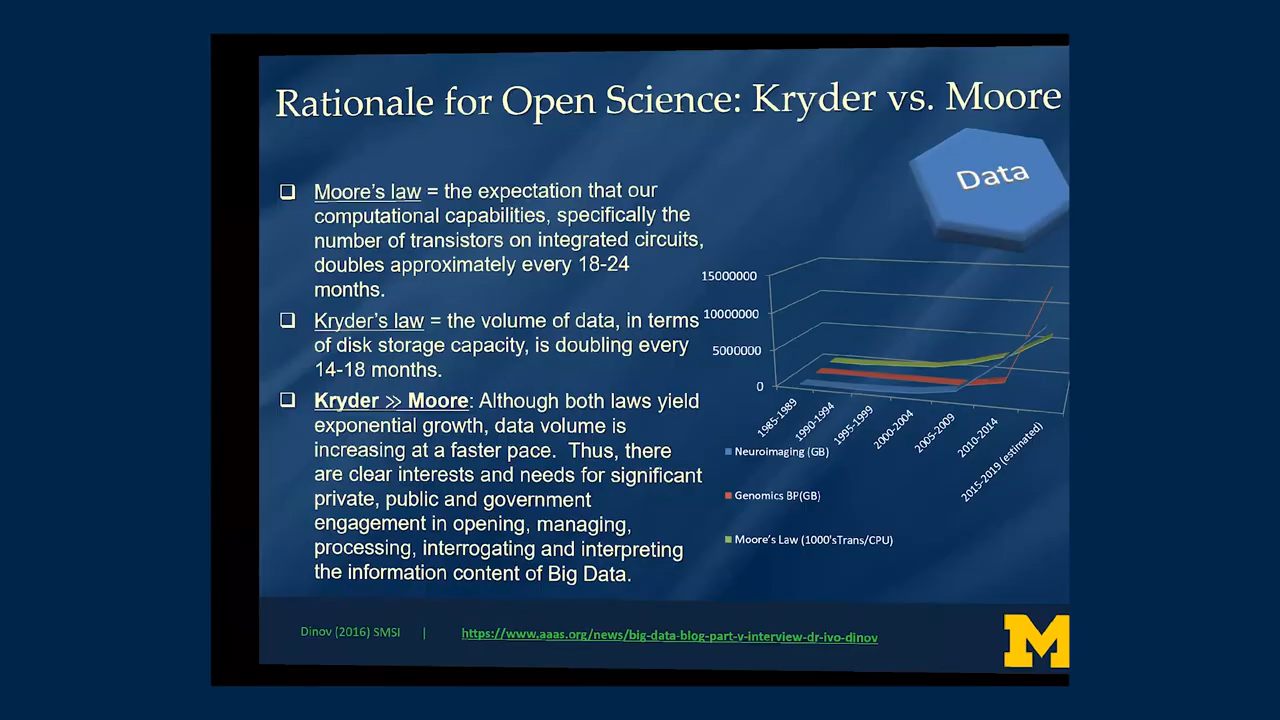 Rationale for Open Science: Kryder vs. Moore
Data
❑ Moore's law = the expectation that our
computational capabilities, specifically the
number of transistors on integrated circuits,
doubles approximately every 18-24
months.
❑ Kryder's law = the volume of data, in terms
of disk storage capacity, is doubling every
14-18 months.
❑ Kryder ≫ Moore: Although both laws yield
exponential growth, data volume is
increasing at a faster pace.  Thus, there
are clear interests and needs for significant
private, public and government
engagement in opening, managing,
processing, interrogating and interpreting
the information content of Big Data.
15000000
10000000
5000000
0
1985-1989
1990-1994
1995-1999
2000-2004
2005-2009
2010-2014
2015-2019 (estimated)
Neuroimaging (GB)
Genomics BP(GB)
Moore's Law (1000'sTrans/CPU)
Dinov (2016) SMSI | https://www.aaas.org/news/big-data-blog-part-v-interview-dr-ivo-dinov
M